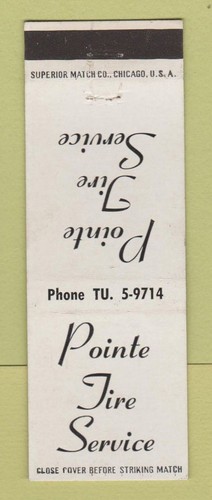 SUPERIOR MATCH CO., CHICAGO, U.S.A.
Pointe
Tire
Service
Phone TU. 5-9714
Pointe
Tire
Service
CLOSE COVER BEFORE STRIKING MATCH